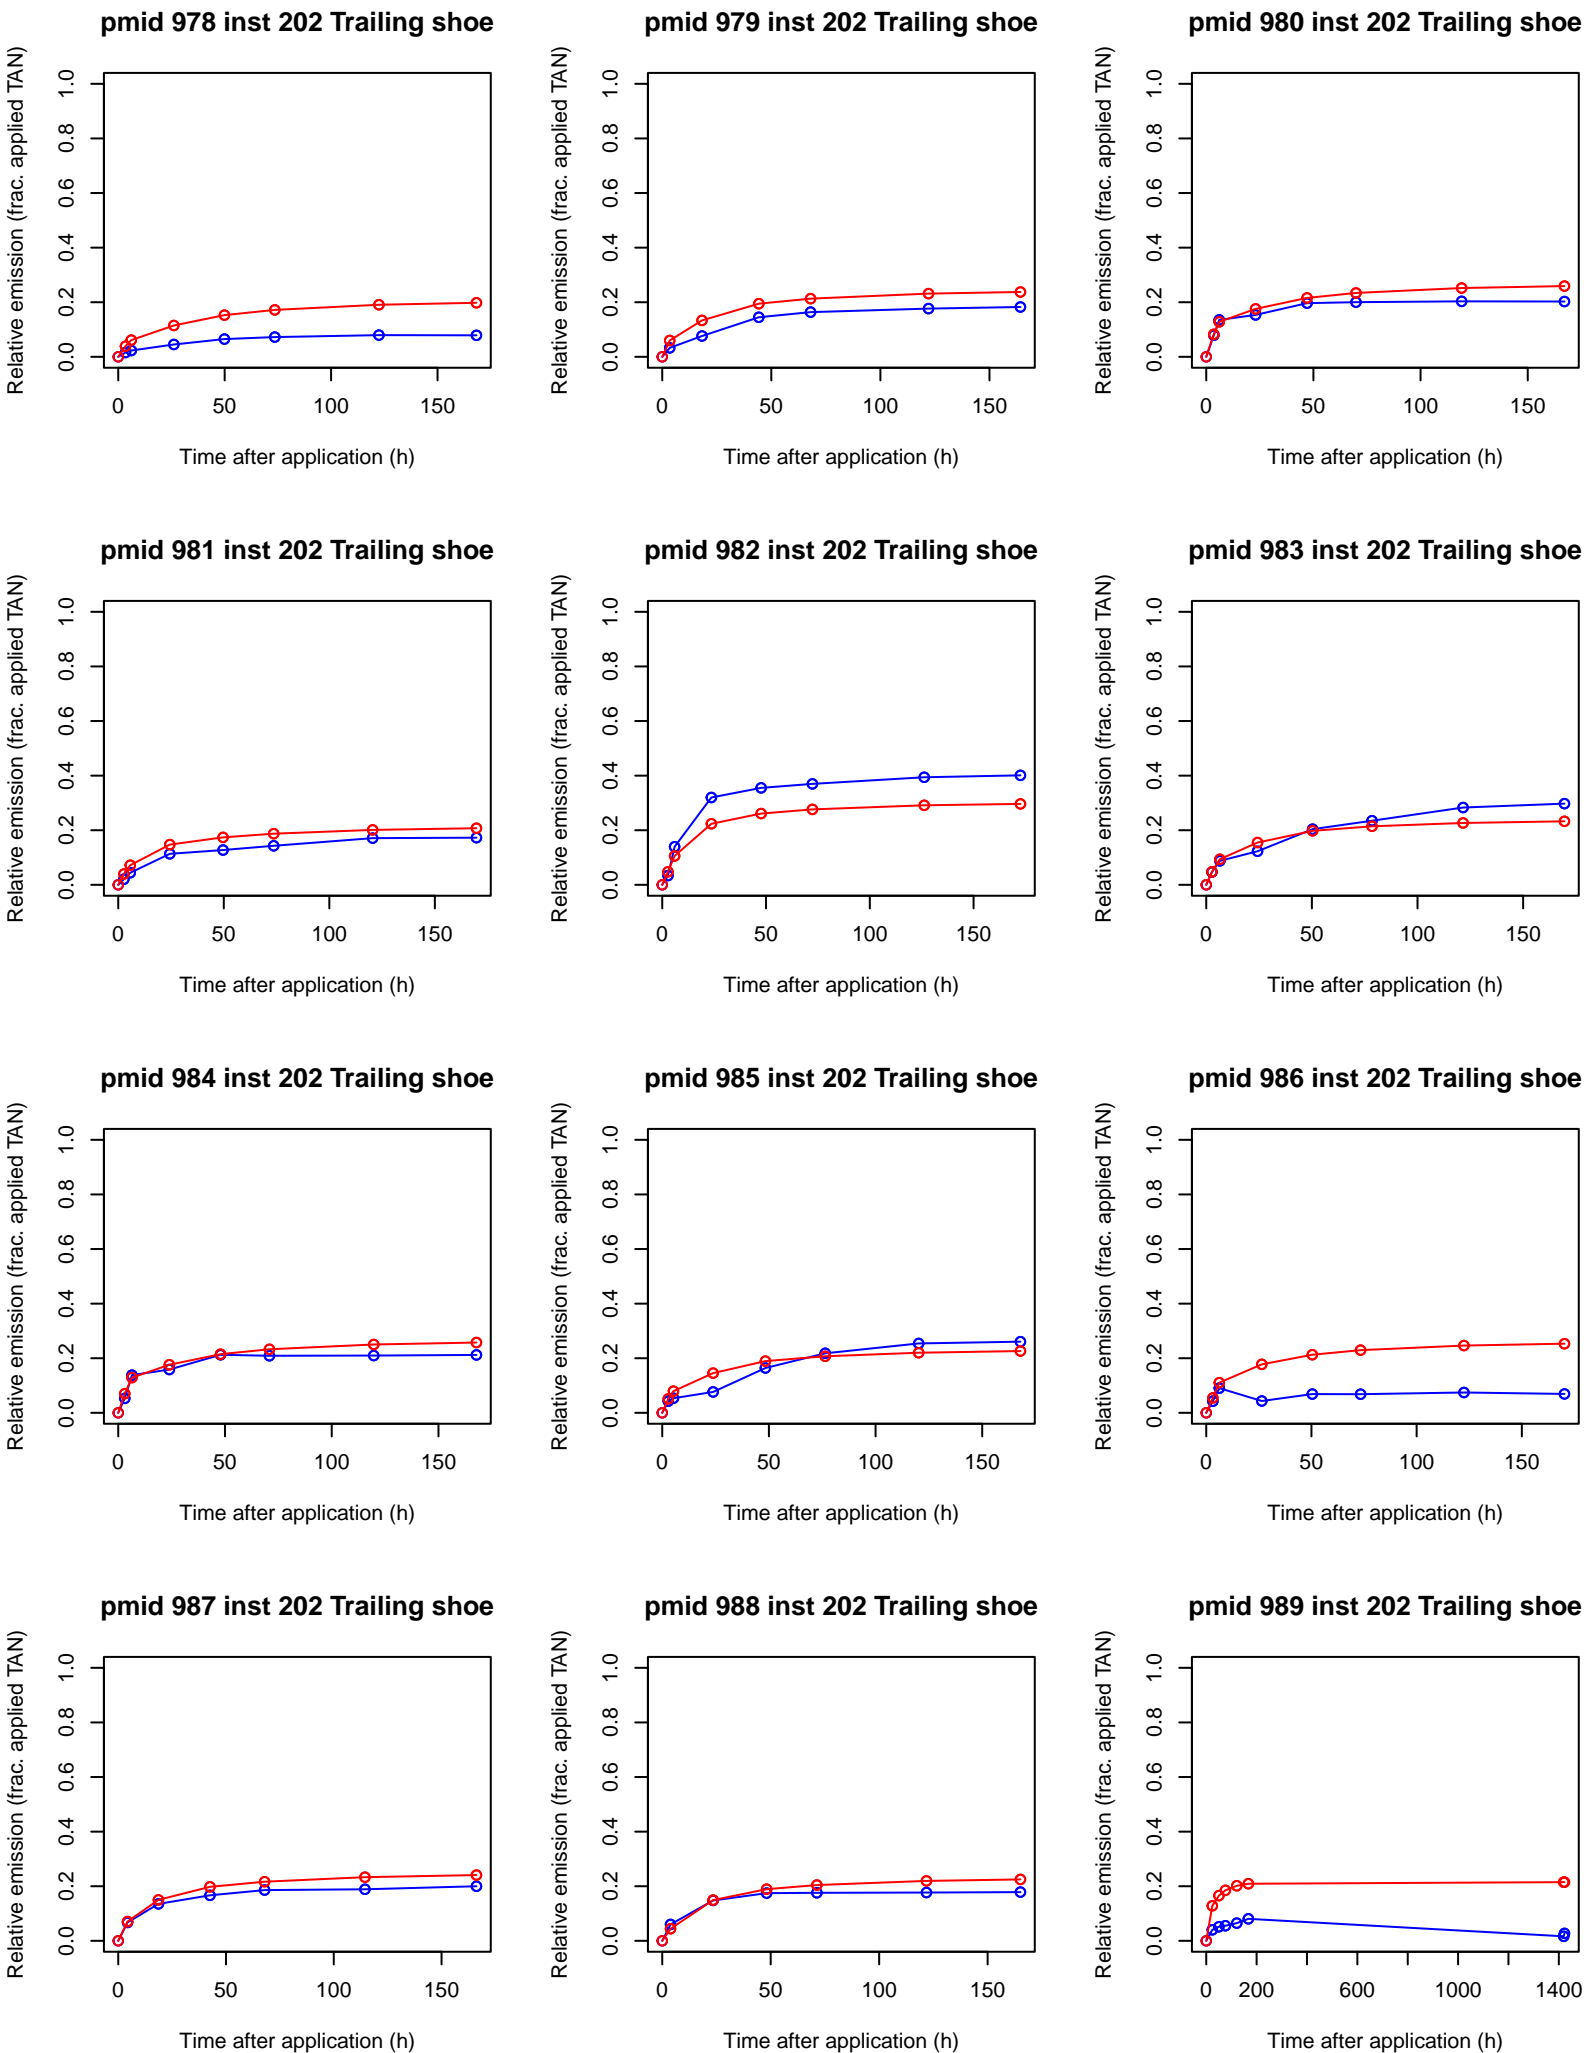 pmid 978 inst 202 Trailing shoe
Relative emission (frac. applied TAN)
0.0 0.2 0.4 0.6 0.8 1.0
0 50 100 150
Time after application (h)
pmid 979 inst 202 Trailing shoe
Relative emission (frac. applied TAN)
0.0 0.2 0.4 0.6 0.8 1.0
0 50 100 150
Time after application (h)
pmid 980 inst 202 Trailing shoe
Relative emission (frac. applied TAN)
0.0 0.2 0.4 0.6 0.8 1.0
0 50 100 150
Time after application (h)
pmid 981 inst 202 Trailing shoe
Relative emission (frac. applied TAN)
0.0 0.2 0.4 0.6 0.8 1.0
0 50 100 150
Time after application (h)
pmid 982 inst 202 Trailing shoe
Relative emission (frac. applied TAN)
0.0 0.2 0.4 0.6 0.8 1.0
0 50 100 150
Time after application (h)
pmid 983 inst 202 Trailing shoe
Relative emission (frac. applied TAN)
0.0 0.2 0.4 0.6 0.8 1.0
0 50 100 150
Time after application (h)
pmid 984 inst 202 Trailing shoe
Relative emission (frac. applied TAN)
0.0 0.2 0.4 0.6 0.8 1.0
0 50 100 150
Time after application (h)
pmid 985 inst 202 Trailing shoe
Relative emission (frac. applied TAN)
0.0 0.2 0.4 0.6 0.8 1.0
0 50 100 150
Time after application (h)
pmid 986 inst 202 Trailing shoe
Relative emission (frac. applied TAN)
0.0 0.2 0.4 0.6 0.8 1.0
0 50 100 150
Time after application (h)
pmid 987 inst 202 Trailing shoe
Relative emission (frac. applied TAN)
0.0 0.2 0.4 0.6 0.8 1.0
0 50 100 150
Time after application (h)
pmid 988 inst 202 Trailing shoe
Relative emission (frac. applied TAN)
0.0 0.2 0.4 0.6 0.8 1.0
0 50 100 150
Time after application (h)
pmid 989 inst 202 Trailing shoe
Relative emission (frac. applied TAN)
0.0 0.2 0.4 0.6 0.8 1.0
0 200 600 1000 1400
Time after application (h)